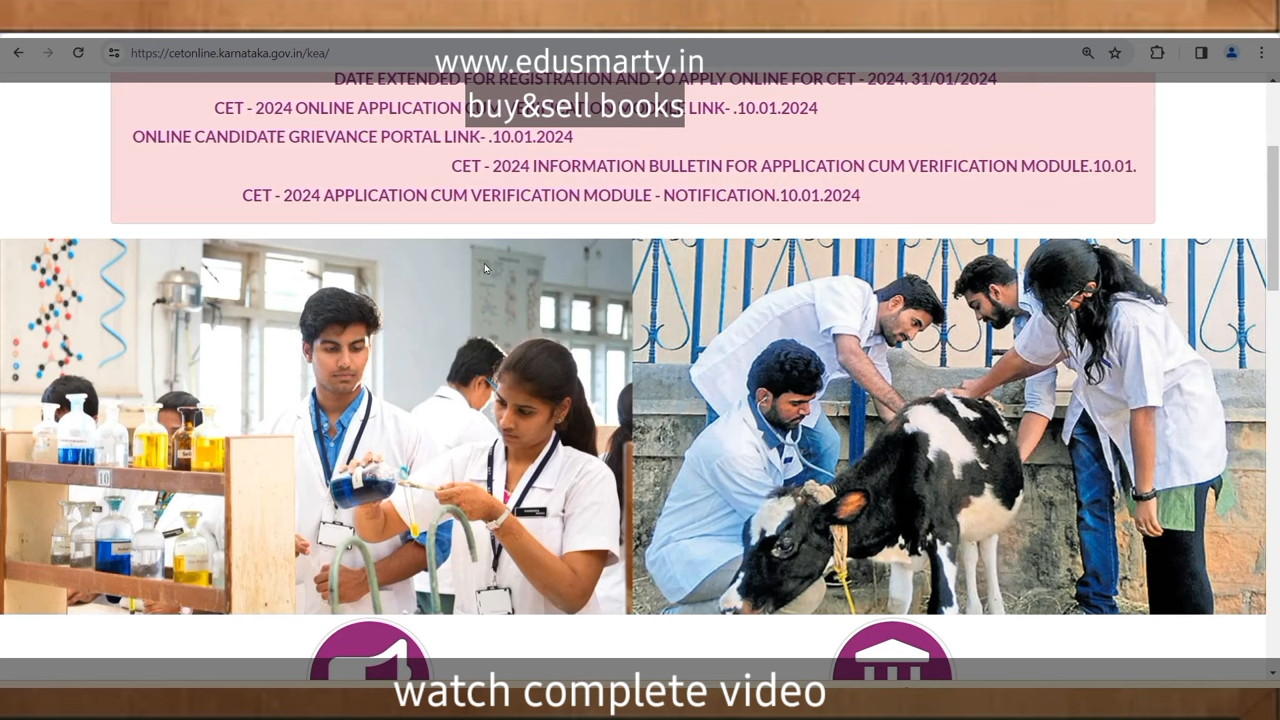 https://cetonline.karnataka.gov.in/kea/
www.edusmarty.in
DATE EXTENDED FOR REGISTRATION AND TO APPLY ONLINE FOR CET - 2024. 31/01/2024
buy&sell books
CET - 2024 ONLINE APPLICATION LINK- .10.01.2024
ONLINE CANDIDATE GRIEVANCE PORTAL LINK- .10.01.2024
CET - 2024 INFORMATION BULLETIN FOR APPLICATION CUM VERIFICATION MODULE.10.01.
CET - 2024 APPLICATION CUM VERIFICATION MODULE - NOTIFICATION.10.01.2024
10
watch complete video